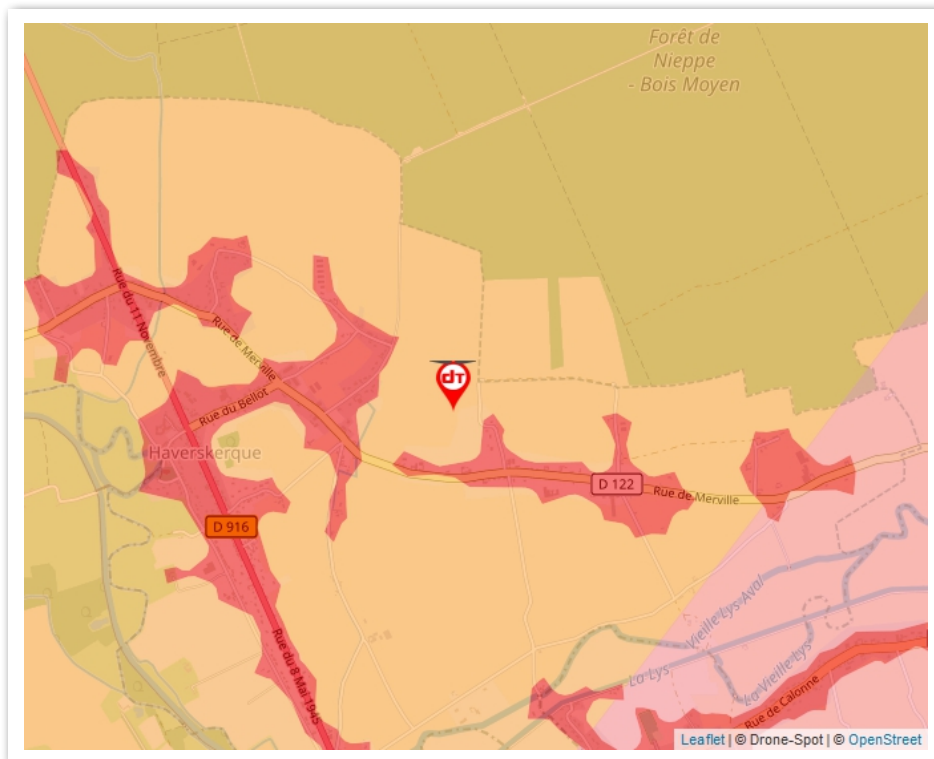 Forêt de
Nieppe
- Bois Moyen
Rue du 11 Novembre
Rue de Merville
dT
Rue du Bellot
Haverskerque
D 122
Rue de Merville
D 916
La Lys
Vieille Lys Aval
La Vieille Lys
Rue du 8 Mai 1945
Rue de Calonne
Leaflet | © Drone-Spot | © OpenStreet